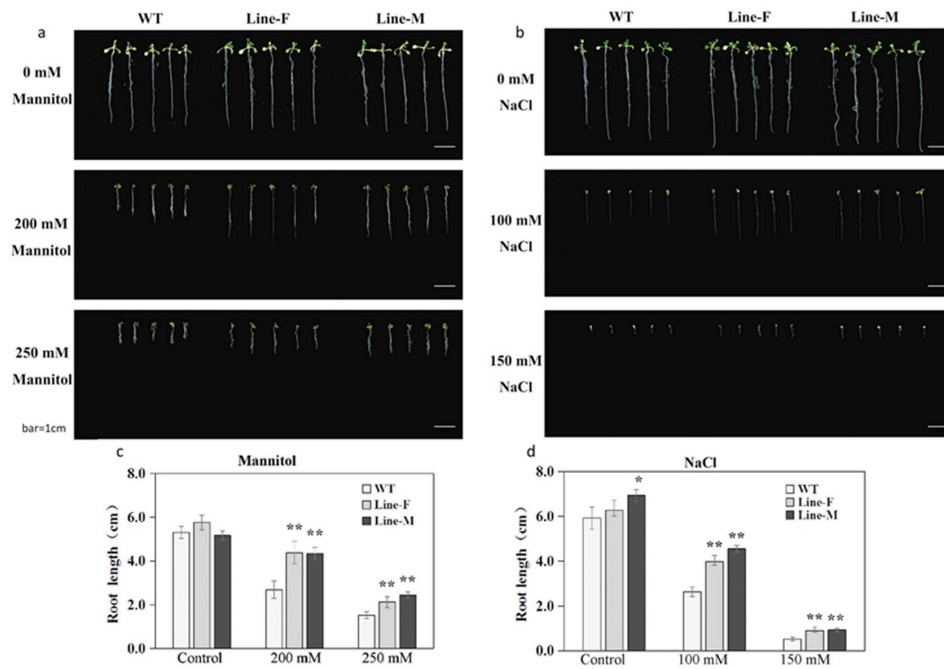 WT Line-F Line-M
a
0 mM
Mannitol
200 mM
Mannitol
250 mM
Mannitol
bar=1cm
WT Line-F Line-M
b
0 mM
NaCl
100 mM
NaCl
150 mM
NaCl
c
Mannitol
8.0
6.0
4.0
2.0
0
Root length（cm）
WT
Line-F
Line-M
** **
** **
Control 200 mM 250 mM
d
NaCl
8.0
6.0
4.0
2.0
0
Root length（cm）
WT
Line-F
Line-M
*
** **
** **
Control 100 mM 150 mM